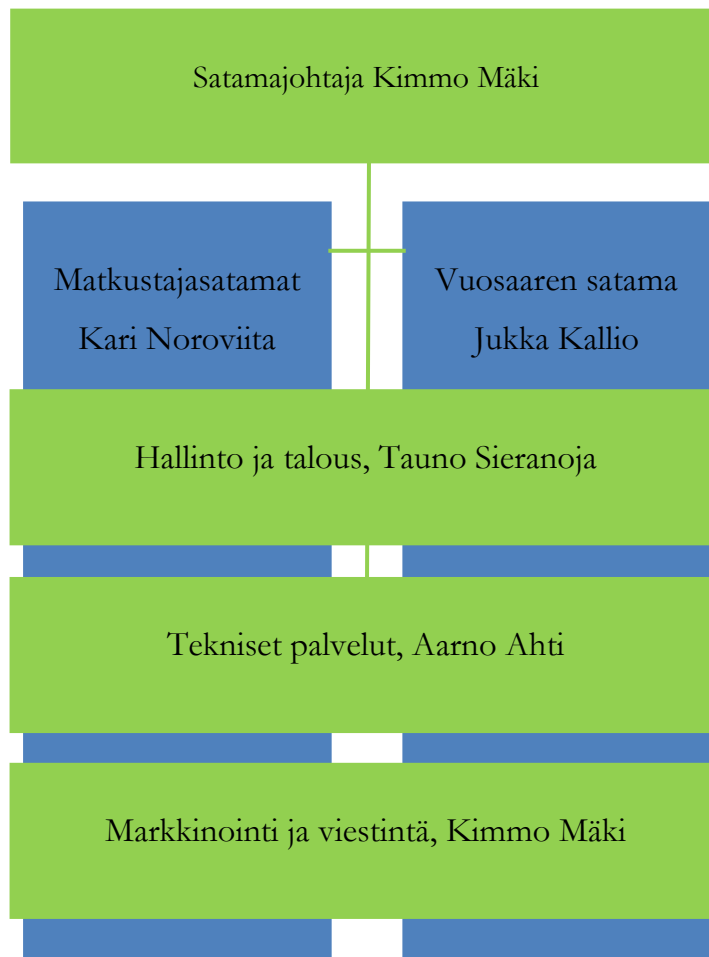 Satamajohtaja Kimmo Mäki
Matkustajasatamat
Kari Noroviita
Vuosaaren satama
Jukka Kallio
Hallinto ja talous, Tauno Sieranoja
Tekniset palvelut, Aarno Ahti
Markkinointi ja viestintä, Kimmo Mäki